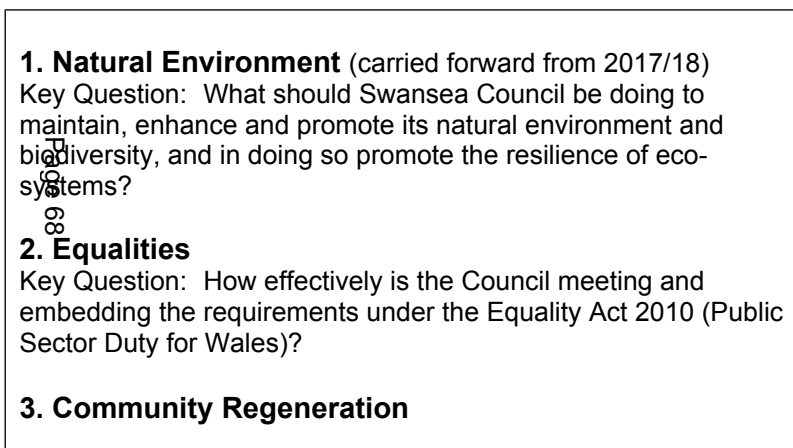 1. Natural Environment (carried forward from 2017/18)
Key Question: What should Swansea Council be doing to
maintain, enhance and promote its natural environment and
biodiversity, and in doing so promote the resilience of eco-
systems?
Page 68
2. Equalities
Key Question: How effectively is the Council meeting and
embedding the requirements under the Equality Act 2010 (Public
Sector Duty for Wales)?
3. Community Regeneration